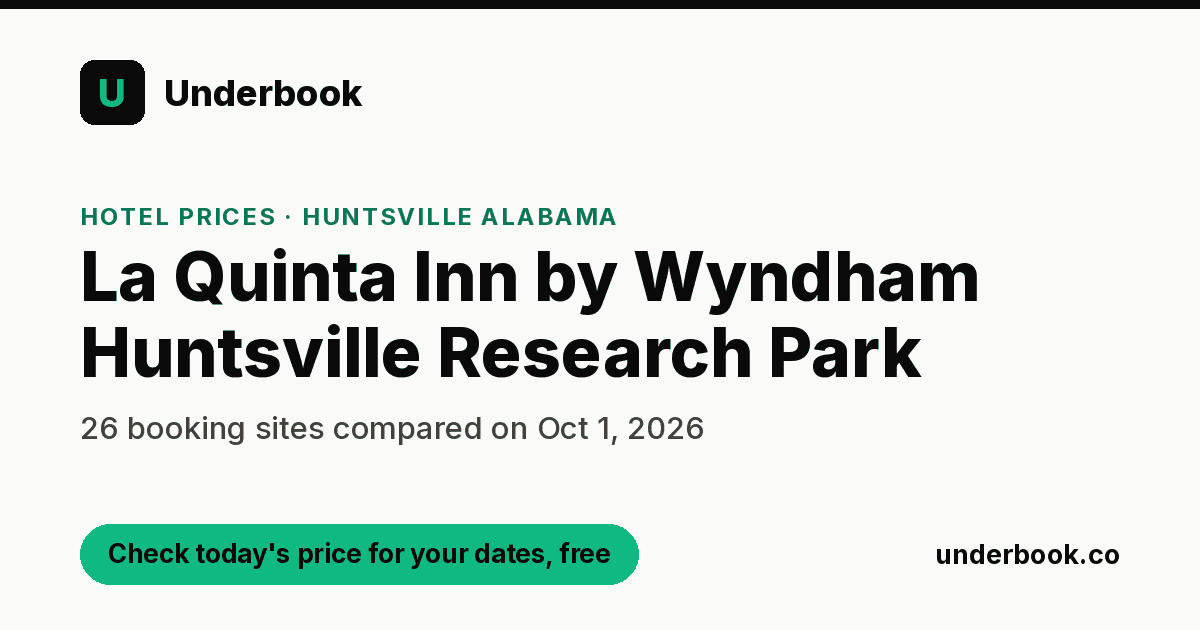 U Underbook
HOTEL PRICES · HUNTSVILLE ALABAMA
La Quinta Inn by Wyndham
Huntsville Research Park
26 booking sites compared on Oct 1, 2026
Check today's price for your dates, free
underbook.co